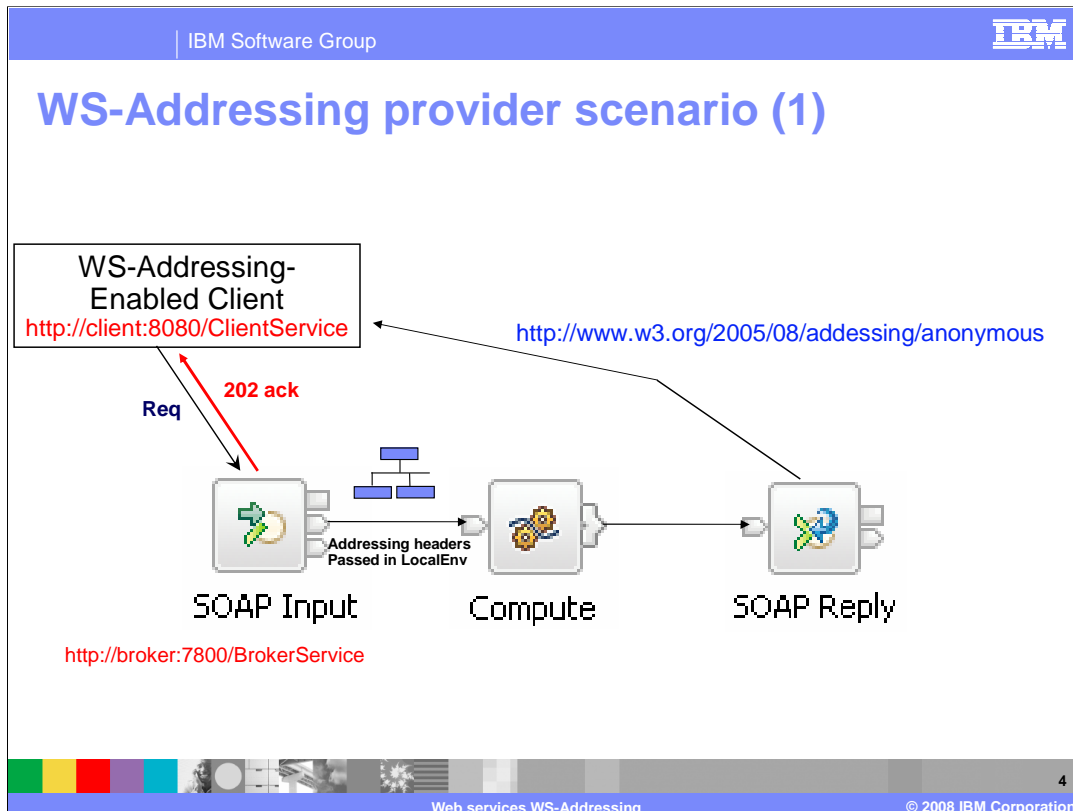 IBM Software Group
IBM
WS-Addressing provider scenario (1)
WS-Addressing-
Enabled Client
http://client:8080/ClientService
http://www.w3.org/2005/08/addessing/anonymous
202 ack
Req
Addressing headers
Passed in LocalEnv
SOAP Input
Compute
SOAP Reply
http://broker:7800/BrokerService
4
Web services WS-Addressing
© 2008 IBM Corporation